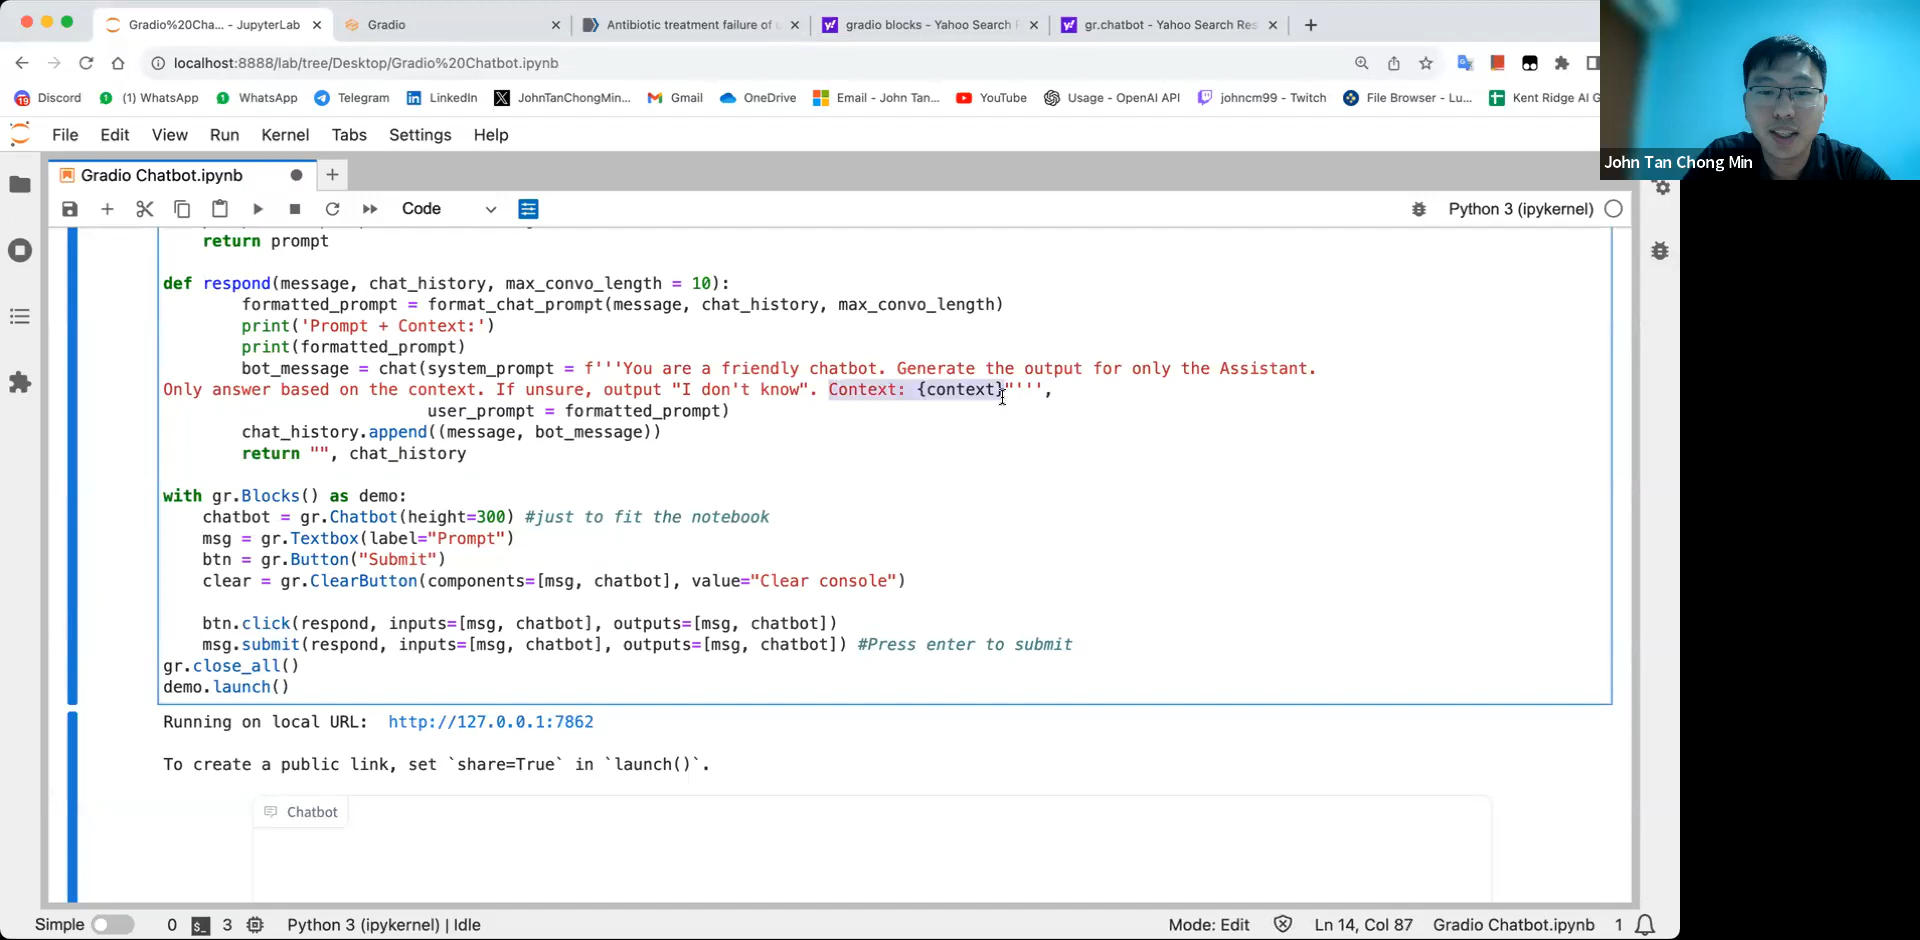 Gradio%20Cha... - JupyterLab
Gradio
Antibiotic treatment failure of u
gradio blocks - Yahoo Search R
gr.chatbot - Yahoo Search Res
localhost:8888/lab/tree/Desktop/Gradio%20Chatbot.ipynb
19 Discord
1 (1) WhatsApp
1 WhatsApp
Telegram
LinkedIn
JohnTanChongMin...
Gmail
OneDrive
Email - John Tan...
YouTube
Usage - OpenAI API
johncm99 - Twitch
File Browser - Lu...
Kent Ridge AI G
John Tan Chong Min
File Edit View Run Kernel Tabs Settings Help
Gradio Chatbot.ipynb
Code
Python 3 (ipykernel)
return prompt
def respond(message, chat_history, max_convo_length = 10):
formatted_prompt = format_chat_prompt(message, chat_history, max_convo_length)
print('Prompt + Context:')
print(formatted_prompt)
bot_message = chat(system_prompt = f'''You are a friendly chatbot. Generate the output for only the Assistant.
Only answer based on the context. If unsure, output "I don't know". Context: {context}"''',
user_prompt = formatted_prompt)
chat_history.append((message, bot_message))
return "", chat_history
with gr.Blocks() as demo:
chatbot = gr.Chatbot(height=300) #just to fit the notebook
msg = gr.Textbox(label="Prompt")
btn = gr.Button("Submit")
clear = gr.ClearButton(components=[msg, chatbot], value="Clear console")
btn.click(respond, inputs=[msg, chatbot], outputs=[msg, chatbot])
msg.submit(respond, inputs=[msg, chatbot], outputs=[msg, chatbot]) #Press enter to submit
gr.close_all()
demo.launch()
Running on local URL: http://127.0.0.1:7862
To create a public link, set `share=True` in `launch()`.
Chatbot
Simple 0 3 Python 3 (ipykernel) | Idle
Mode: Edit Ln 14, Col 87 Gradio Chatbot.ipynb 1